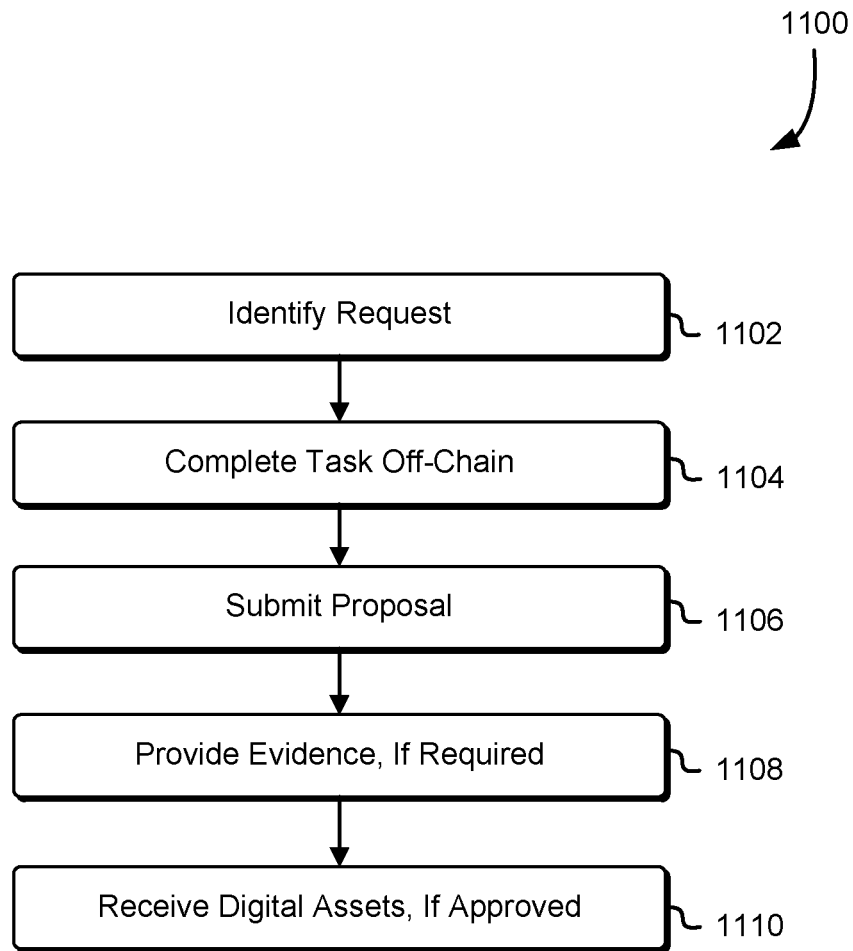 1100
Identify Request
1102
Complete Task Off-Chain
1104
Submit Proposal
1106
Provide Evidence, If Required
1108
Receive Digital Assets, If Approved
1110